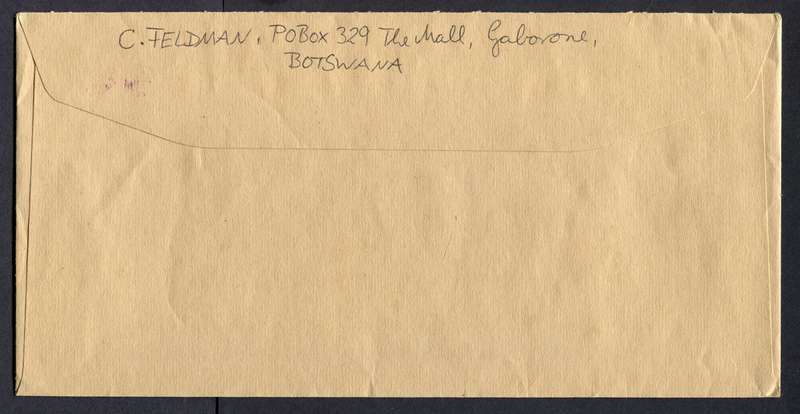 C. FELDMAN, PO Box 329 The Mall, Gaborone,
BOTSWANA